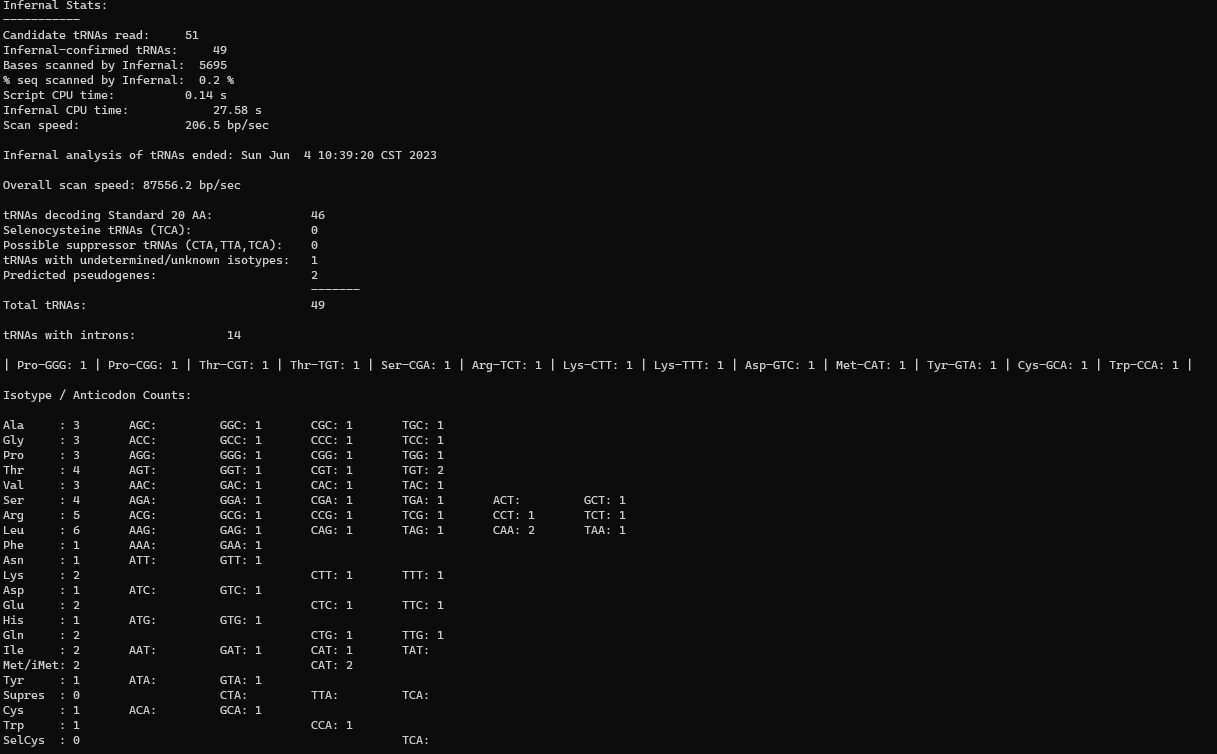 Infernal Stats:
-----------
Candidate tRNAs read:     51
Infernal-confirmed tRNAs:     49
Bases scanned by Infernal:  5695
% seq scanned by Infernal:  0.2 %
Script CPU time:          0.14 s
Infernal CPU time:            27.58 s
Scan speed:               206.5 bp/sec
Infernal analysis of tRNAs ended: Sun Jun  4 10:39:20 CST 2023
Overall scan speed: 87556.2 bp/sec
tRNAs decoding Standard 20 AA:              46
Selenocysteine tRNAs (TCA):                 0
Possible suppressor tRNAs (CTA,TTA,TCA):    0
tRNAs with undetermined/unknown isotypes:   1
Predicted pseudogenes:                      2
                                            -------
Total tRNAs:                                49
tRNAs with introns:             14
| Pro-GGG: 1 | Pro-CGG: 1 | Thr-CGT: 1 | Thr-TGT: 1 | Ser-CGA: 1 | Arg-TCT: 1 | Lys-CTT: 1 | Lys-TTT: 1 | Asp-GTC: 1 | Met-CAT: 1 | Tyr-GTA: 1 | Cys-GCA: 1 | Trp-CCA: 1 |
Isotype / Anticodon Counts:
Ala     : 3       AGC:         GGC: 1       CGC: 1       TGC: 1
Gly     : 3       ACC:         GCC: 1       CCC: 1       TCC: 1
Pro     : 3       AGG:         GGG: 1       CGG: 1       TGG: 1
Thr     : 4       AGT:         GGT: 1       CGT: 1       TGT: 2
Val     : 3       AAC:         GAC: 1       CAC: 1       TAC: 1
Ser     : 4       AGA:         GGA: 1       CGA: 1       TGA: 1       ACT:         GCT: 1
Arg     : 5       ACG:         GCG: 1       CCG: 1       TCG: 1       CCT: 1       TCT: 1
Leu     : 6       AAG:         GAG: 1       CAG: 1       TAG: 1       CAA: 2       TAA: 1
Phe     : 1       AAA:         GAA: 1
Asn     : 1       ATT:         GTT: 1
Lys     : 2                                 CTT: 1       TTT: 1
Asp     : 1       ATC:         GTC: 1
Glu     : 2                                 CTC: 1       TTC: 1
His     : 1       ATG:         GTG: 1
Gln     : 2                                 CTG: 1       TTG: 1
Ile     : 2       AAT:         GAT: 1       CAT: 1       TAT:
Met/iMet: 2                                 CAT: 2
Tyr     : 1       ATA:         GTA: 1
Supres  : 0                    CTA:         TTA:         TCA:
Cys     : 1       ACA:         GCA: 1
Trp     : 1                                 CCA: 1
SelCys  : 0                                              TCA: